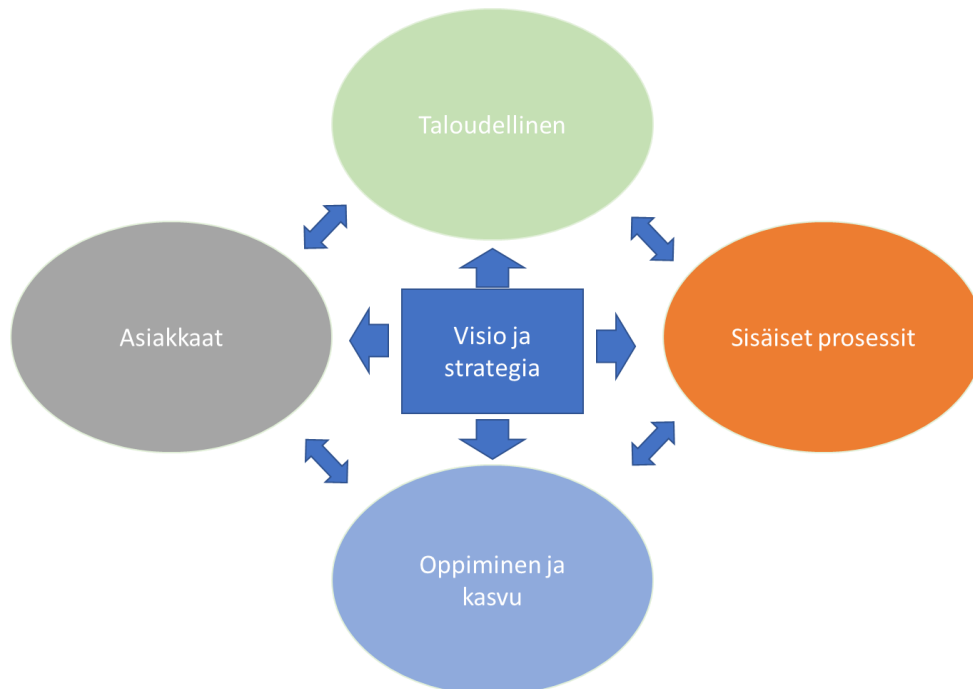 Taloudellinen
Asiakkaat
Visio ja
strategia
Sisäiset prosessit
Oppiminen ja
kasvu